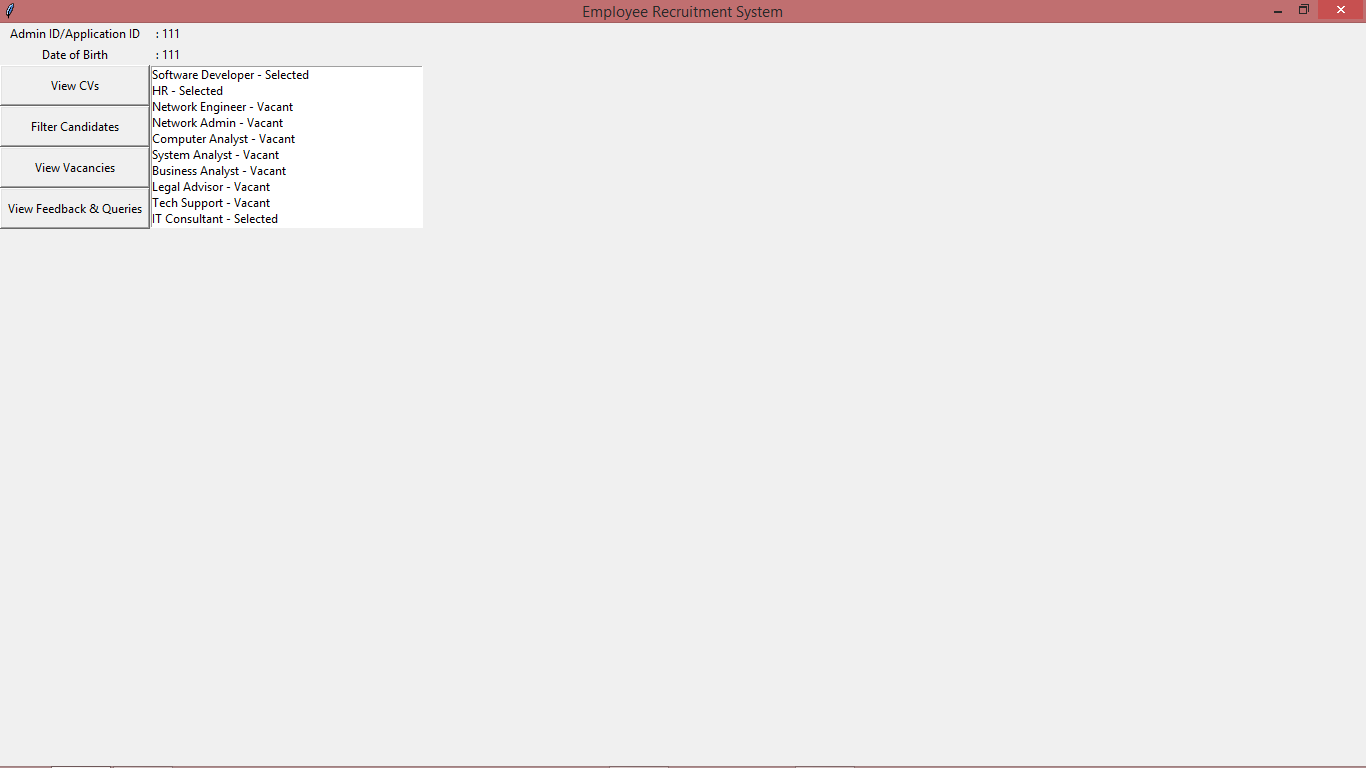 Employee Recruitment System
Admin ID/Application ID : 111
Date of Birth : 111
View CVs
Filter Candidates
View Vacancies
View Feedback & Queries
Software Developer - Selected
HR - Selected
Network Engineer - Vacant
Network Admin - Vacant
Computer Analyst - Vacant
System Analyst - Vacant
Business Analyst - Vacant
Legal Advisor - Vacant
Tech Support - Vacant
IT Consultant - Selected